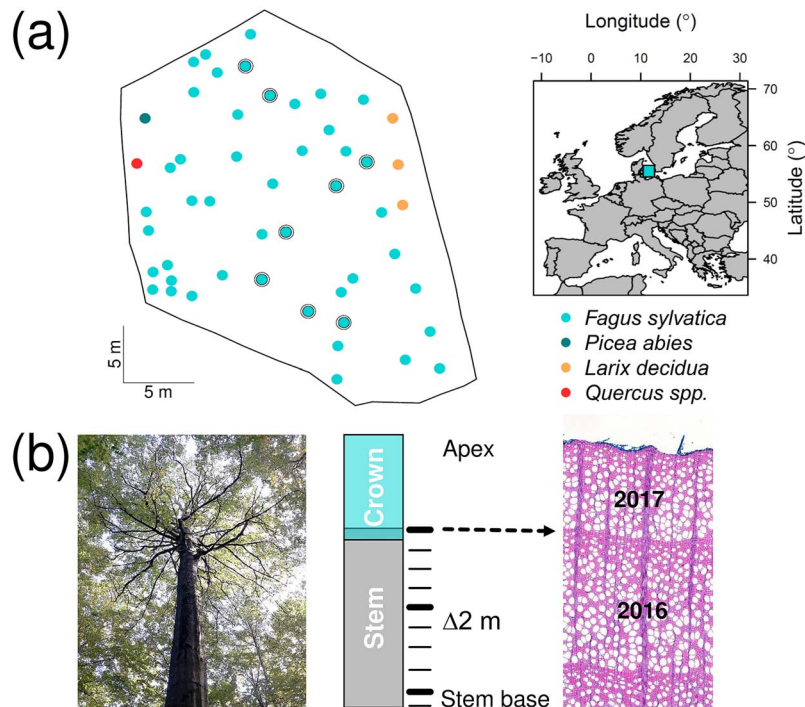 (a)
Longitude (°)
−10 0 10 20 30
70
60
50
40
Latitude (°)
5 m
5 m
Fagus sylvatica
Picea abies
Larix decidua
Quercus spp.
(b)
Crown
Stem
Apex
Δ2 m
Stem base
2017
2016